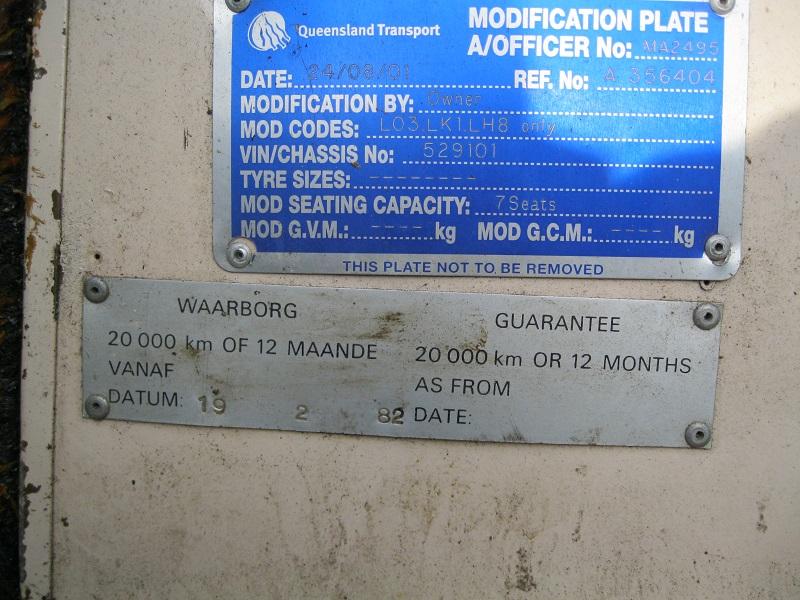 Queensland Transport
MODIFICATION PLATE
A/OFFICER No: MA2495
DATE: 24/08/01 REF. No: A 356404
MODIFICATION BY: Owner
MOD CODES: LO3.LK1.LH8 only
VIN/CHASSIS No: 529101
TYRE SIZES: --------
MOD SEATING CAPACITY: 7Seats
MOD G.V.M.: ---- kg MOD G.C.M.: ---- kg
THIS PLATE NOT TO BE REMOVED
WAARBORG
20 000 km OF 12 MAANDE
VANAF
DATUM: 19 2 82
GUARANTEE
20 000 km OR 12 MONTHS
AS FROM
DATE: